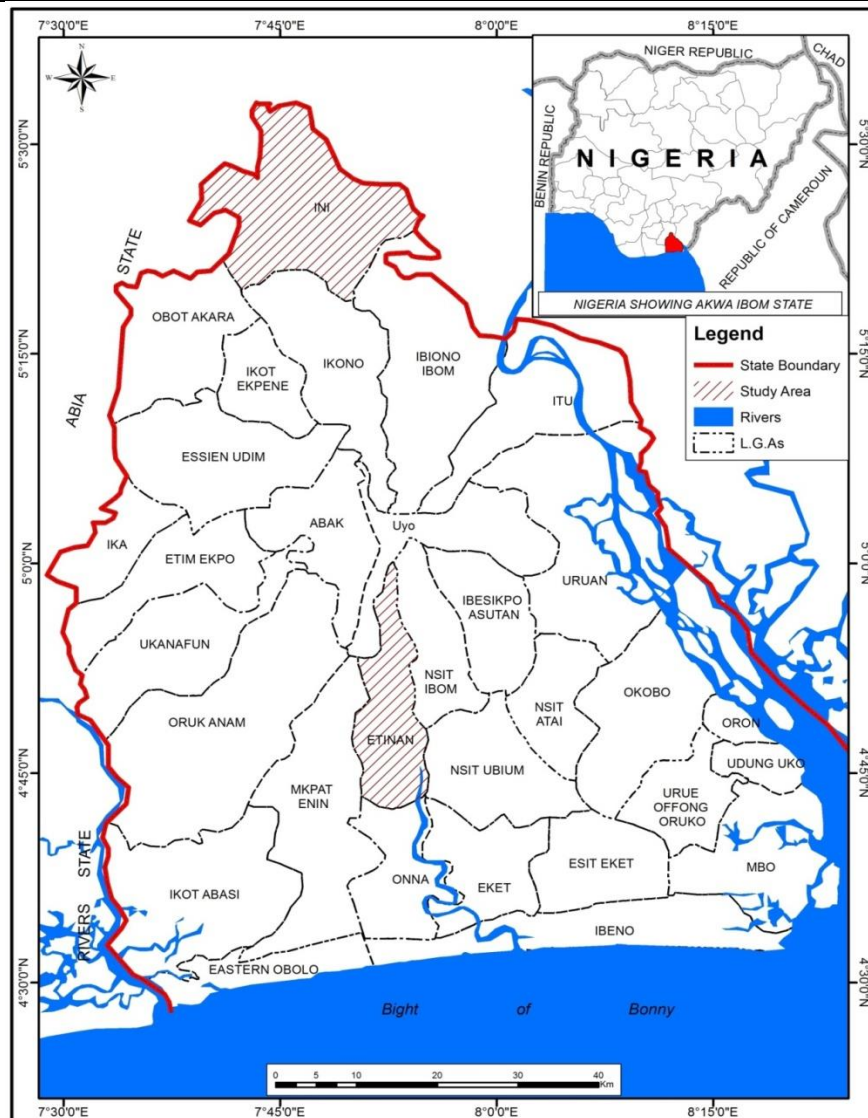 7°30'0"E
7°45'0"E
8°0'0"E
8°15'0"E
N
W
E
S
NIGER REPUBLIC
CHAD
BENIN REPUBLIC
NIGERIA
REPUBLIC OF CAMEROUN
NIGERIA SHOWING AKWA IBOM STATE
5°30'0"N
5°30'0"N
Legend
State Boundary
Study Area
Rivers
L.G.As
INI
ABIA STATE
OBOT AKARA
IKOT
EKPENE
IKONO
IBIONO
IBOM
ITU
5°15'0"N
5°15'0"N
ESSIEN UDIM
ABAK
Uyo
IKA
ETIM EKPO
5°0'0"N
5°0'0"N
URUAN
IBESIKPO
ASUTAN
UKANAFUN
NSIT
IBOM
ORUK ANAM
NSIT
ATAI
OKOBO
ORON
ETINAN
UDUNG UKO
4°45'0"N
4°45'0"N
MKPAT
ENIN
NSIT UBIUM
URUE
OFFONG
ORUKO
RIVERS STATE
IKOT ABASI
ONNA
EKET
ESIT EKET
MBO
IBENO
EASTERN OBOLO
4°30'0"N
4°30'0"N
Bight of Bonny
0 5 10 20 30 40
Km
7°30'0"E
7°45'0"E
8°0'0"E
8°15'0"E